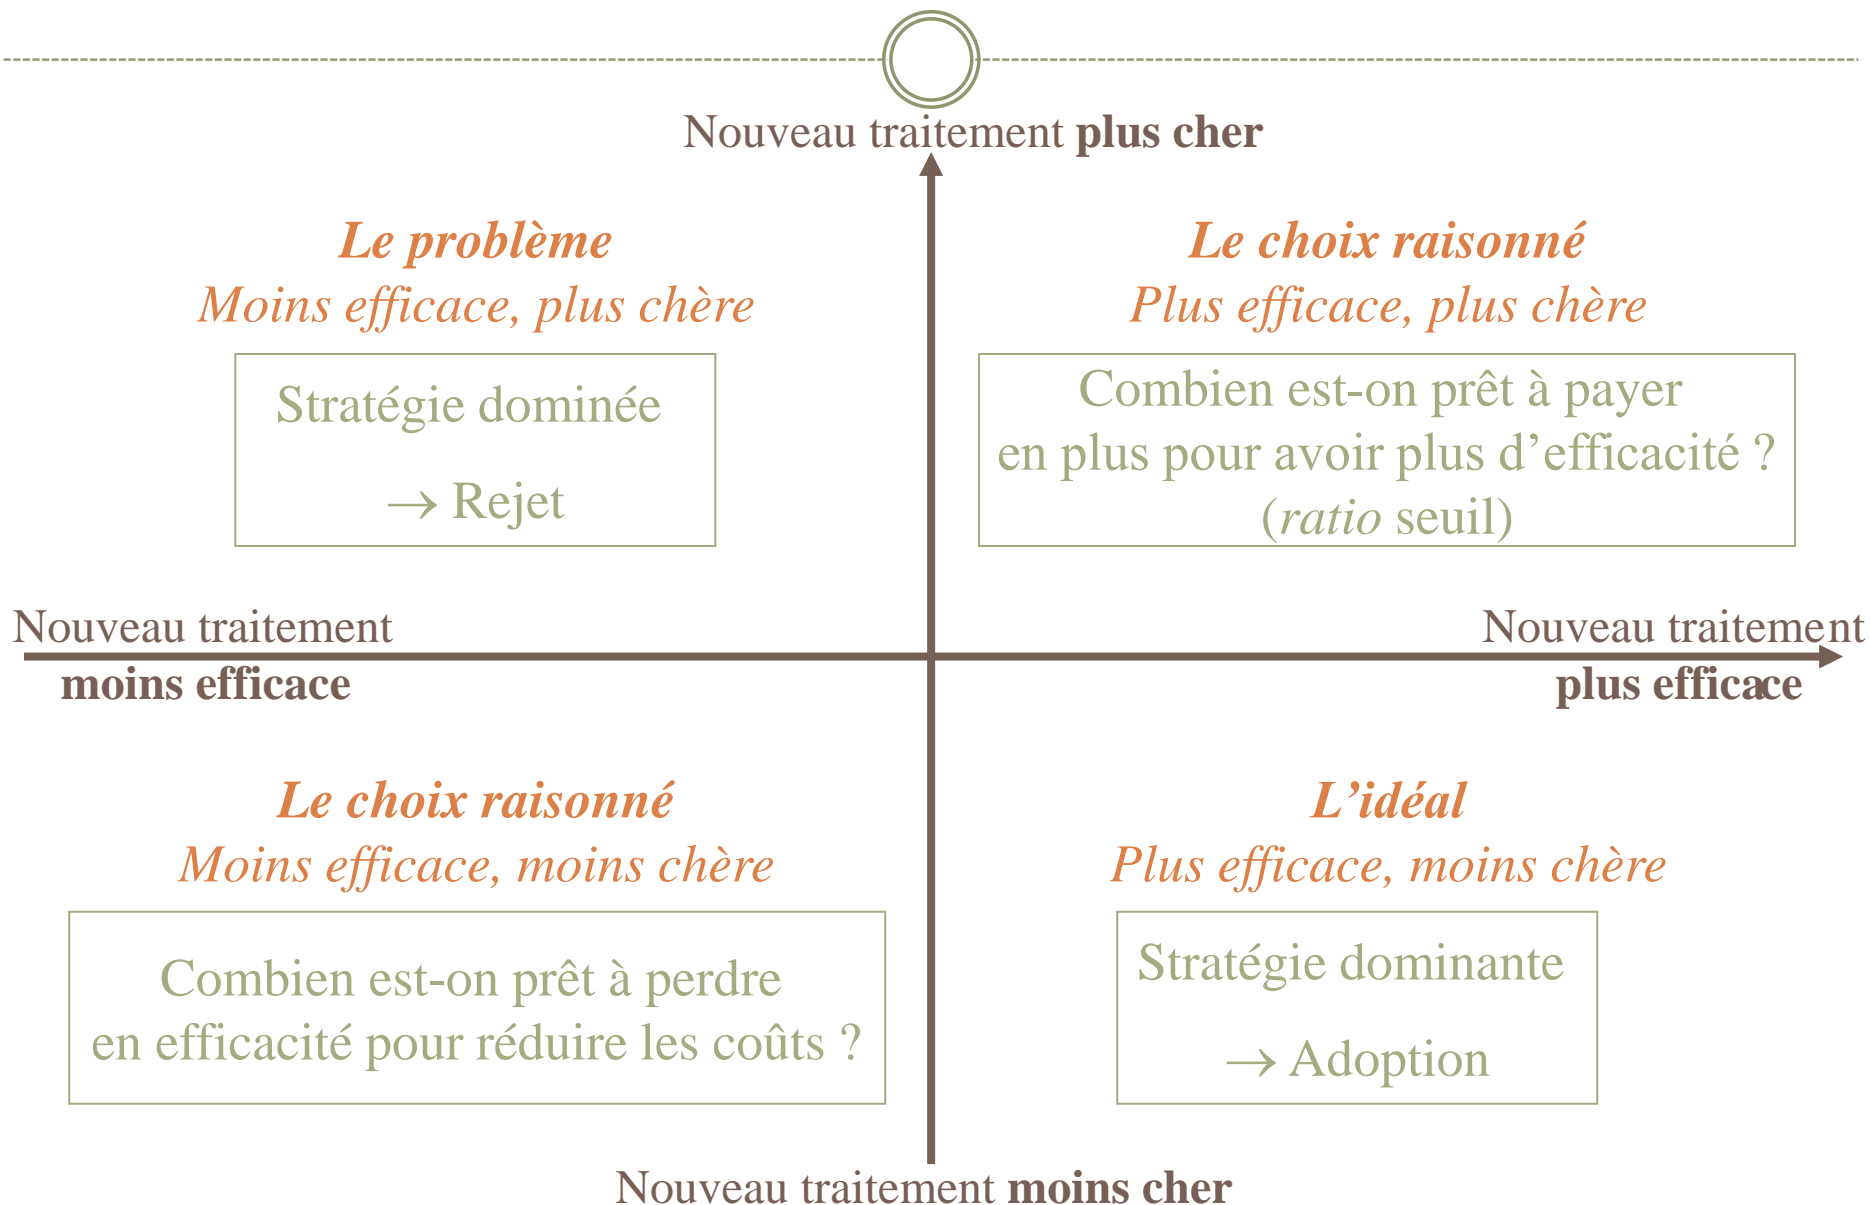 Nouveau traitement plus cher
Le problème
Moins efficace, plus chère
Stratégie dominée
→ Rejet
Le choix raisonné
Plus efficace, plus chère
Combien est-on prêt à payer
en plus pour avoir plus d’efficacité ?
(ratio seuil)
Nouveau traitement
moins efficace
Nouveau traitement
plus efficace
Le choix raisonné
Moins efficace, moins chère
Combien est-on prêt à perdre
en efficacité pour réduire les coûts ?
L’idéal
Plus efficace, moins chère
Stratégie dominante
→ Adoption
Nouveau traitement moins cher